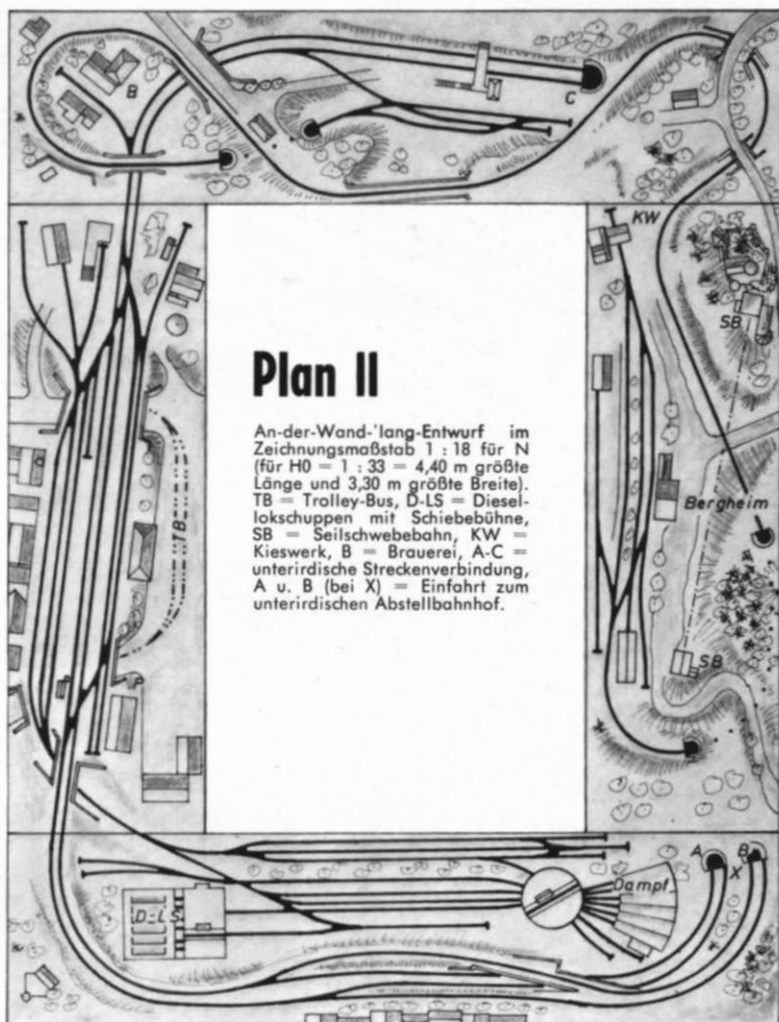 B
C
KW
SB
Plan II
An-der-Wand-'lang-Entwurf im
Zeichnungsmaßstab 1 : 18 für N
(für H0 = 1 : 33 = 4,40 m größte
Länge und 3,30 m größte Breite).
TB = Trolley-Bus, D-LS = Diesel-
lokschuppen mit Schiebebühne,
SB = Seilschwebebahn, KW =
Kieswerk, B = Brauerei, A-C =
unterirdische Streckenverbindung,
A u. B (bei X) = Einfahrt zum
unterirdischen Abstellbahnhof.
TB
Bergheim
SB
A
B
X
Dampf
D-LS